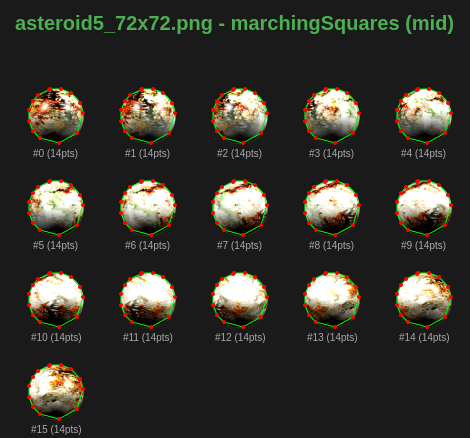 asteroid5_72x72.png - marchingSquares (mid)
#0 (14pts) #1 (14pts) #2 (14pts) #3 (14pts) #4 (14pts)
#5 (14pts) #6 (14pts) #7 (14pts) #8 (14pts) #9 (14pts)
#10 (14pts) #11 (14pts) #12 (14pts) #13 (14pts) #14 (14pts)
#15 (14pts)